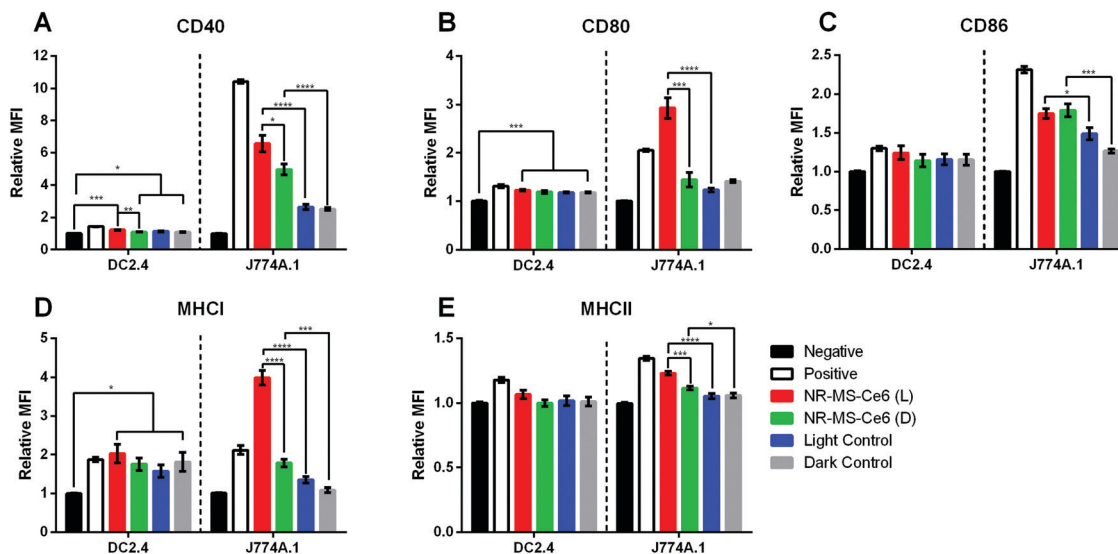 A
CD40
Relative MFI
12
10
8
6
4
2
0
*
***
**
****
****
*
DC2.4
J774A.1
B
CD80
Relative MFI
4
3
2
1
0
***
****
***
DC2.4
J774A.1
C
CD86
Relative MFI
2.5
2.0
1.5
1.0
0.5
0.0
***
*
DC2.4
J774A.1
D
MHCI
Relative MFI
5
4
3
2
1
0
*
***
****
****
DC2.4
J774A.1
E
MHCII
Relative MFI
1.5
1.0
0.5
0.0
*
****
***
DC2.4
J774A.1
Negative
Positive
NR-MS-Ce6 (L)
NR-MS-Ce6 (D)
Light Control
Dark Control